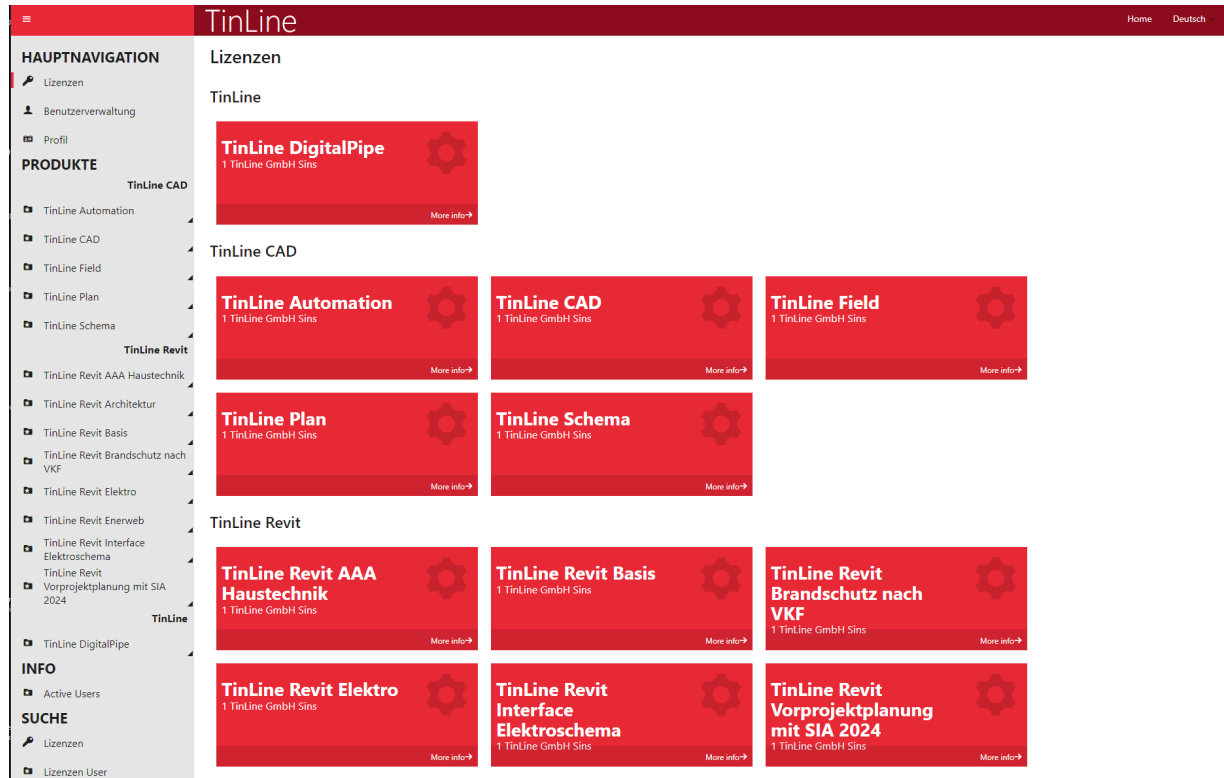 TinLine
Home Deutsch
HAUPTNAVIGATION
Lizenzen
Benutzerverwaltung
Profil
PRODUKTE
TinLine CAD
TinLine Automation
TinLine CAD
TinLine Field
TinLine Plan
TinLine Schema
TinLine Revit
TinLine Revit AAA Haustechnik
TinLine Revit Architektur
TinLine Revit Basis
TinLine Revit Brandschutz nach
VKF
TinLine Revit Elektro
TinLine Revit Enerweb
TinLine Revit Interface
Elektroschema
TinLine Revit
Vorprojektplanung mit SIA
2024
TinLine
TinLine DigitalPipe
INFO
Active Users
SUCHE
Lizenzen
Lizenzen User
Lizenzen
TinLine
TinLine DigitalPipe
1 TinLine GmbH Sins
More info
TinLine CAD
TinLine Automation
1 TinLine GmbH Sins
More info
TinLine CAD
1 TinLine GmbH Sins
More info
TinLine Field
1 TinLine GmbH Sins
More info
TinLine Plan
1 TinLine GmbH Sins
More info
TinLine Schema
1 TinLine GmbH Sins
More info
TinLine Revit
TinLine Revit AAA
Haustechnik
1 TinLine GmbH Sins
More info
TinLine Revit Basis
1 TinLine GmbH Sins
More info
TinLine Revit
Brandschutz nach
VKF
1 TinLine GmbH Sins
More info
TinLine Revit Elektro
1 TinLine GmbH Sins
More info
TinLine Revit
Interface
Elektroschema
1 TinLine GmbH Sins
More info
TinLine Revit
Vorprojektplanung
mit SIA 2024
1 TinLine GmbH Sins
More info